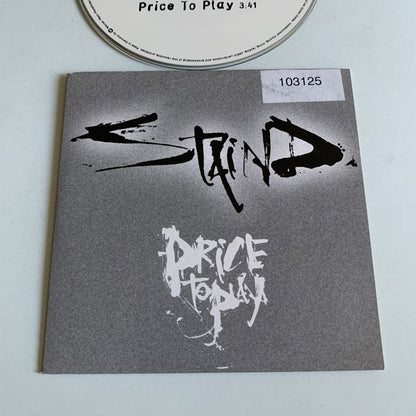 Price To Play 3:41
103125
STAIND
PRICE
TO PLAY